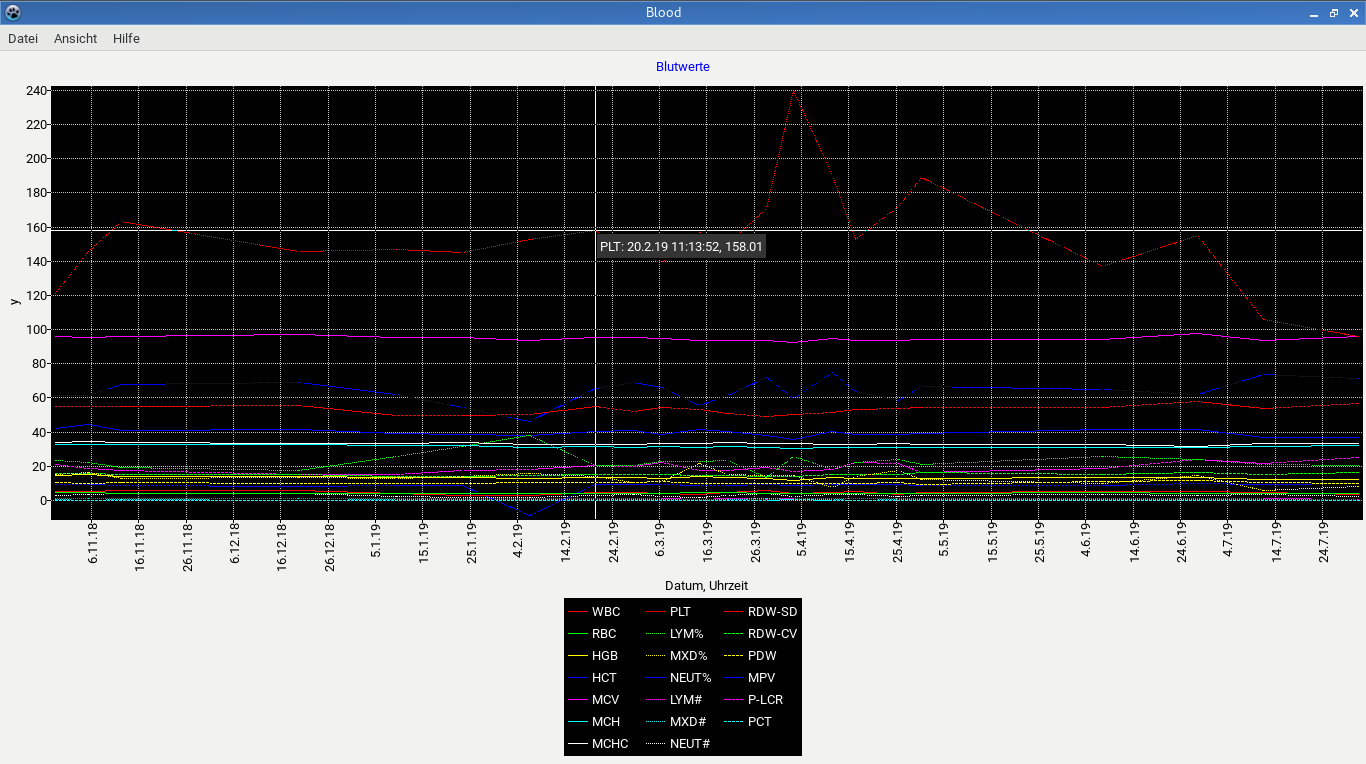 Blood
Datei Ansicht Hilfe
Blutwerte
240
220
200
180
160
140
120
100
80
60
40
20
0
y
PLT: 20.2.19 11:13:52, 158.01
6.11.18 16.11.18 26.11.18 6.12.18 16.12.18 26.12.18 5.1.19 15.1.19 25.1.19 4.2.19 14.2.19 24.2.19 6.3.19 16.3.19 26.3.19 5.4.19 15.4.19 25.4.19 5.5.19 15.5.19 25.5.19 4.6.19 14.6.19 24.6.19 4.7.19 14.7.19 24.7.19
Datum, Uhrzeit
WBC PLT RDW-SD
RBC LYM% RDW-CV
HGB MXD% PDW
HCT NEUT% MPV
MCV LYM# P-LCR
MCH MXD# PCT
MCHC NEUT#